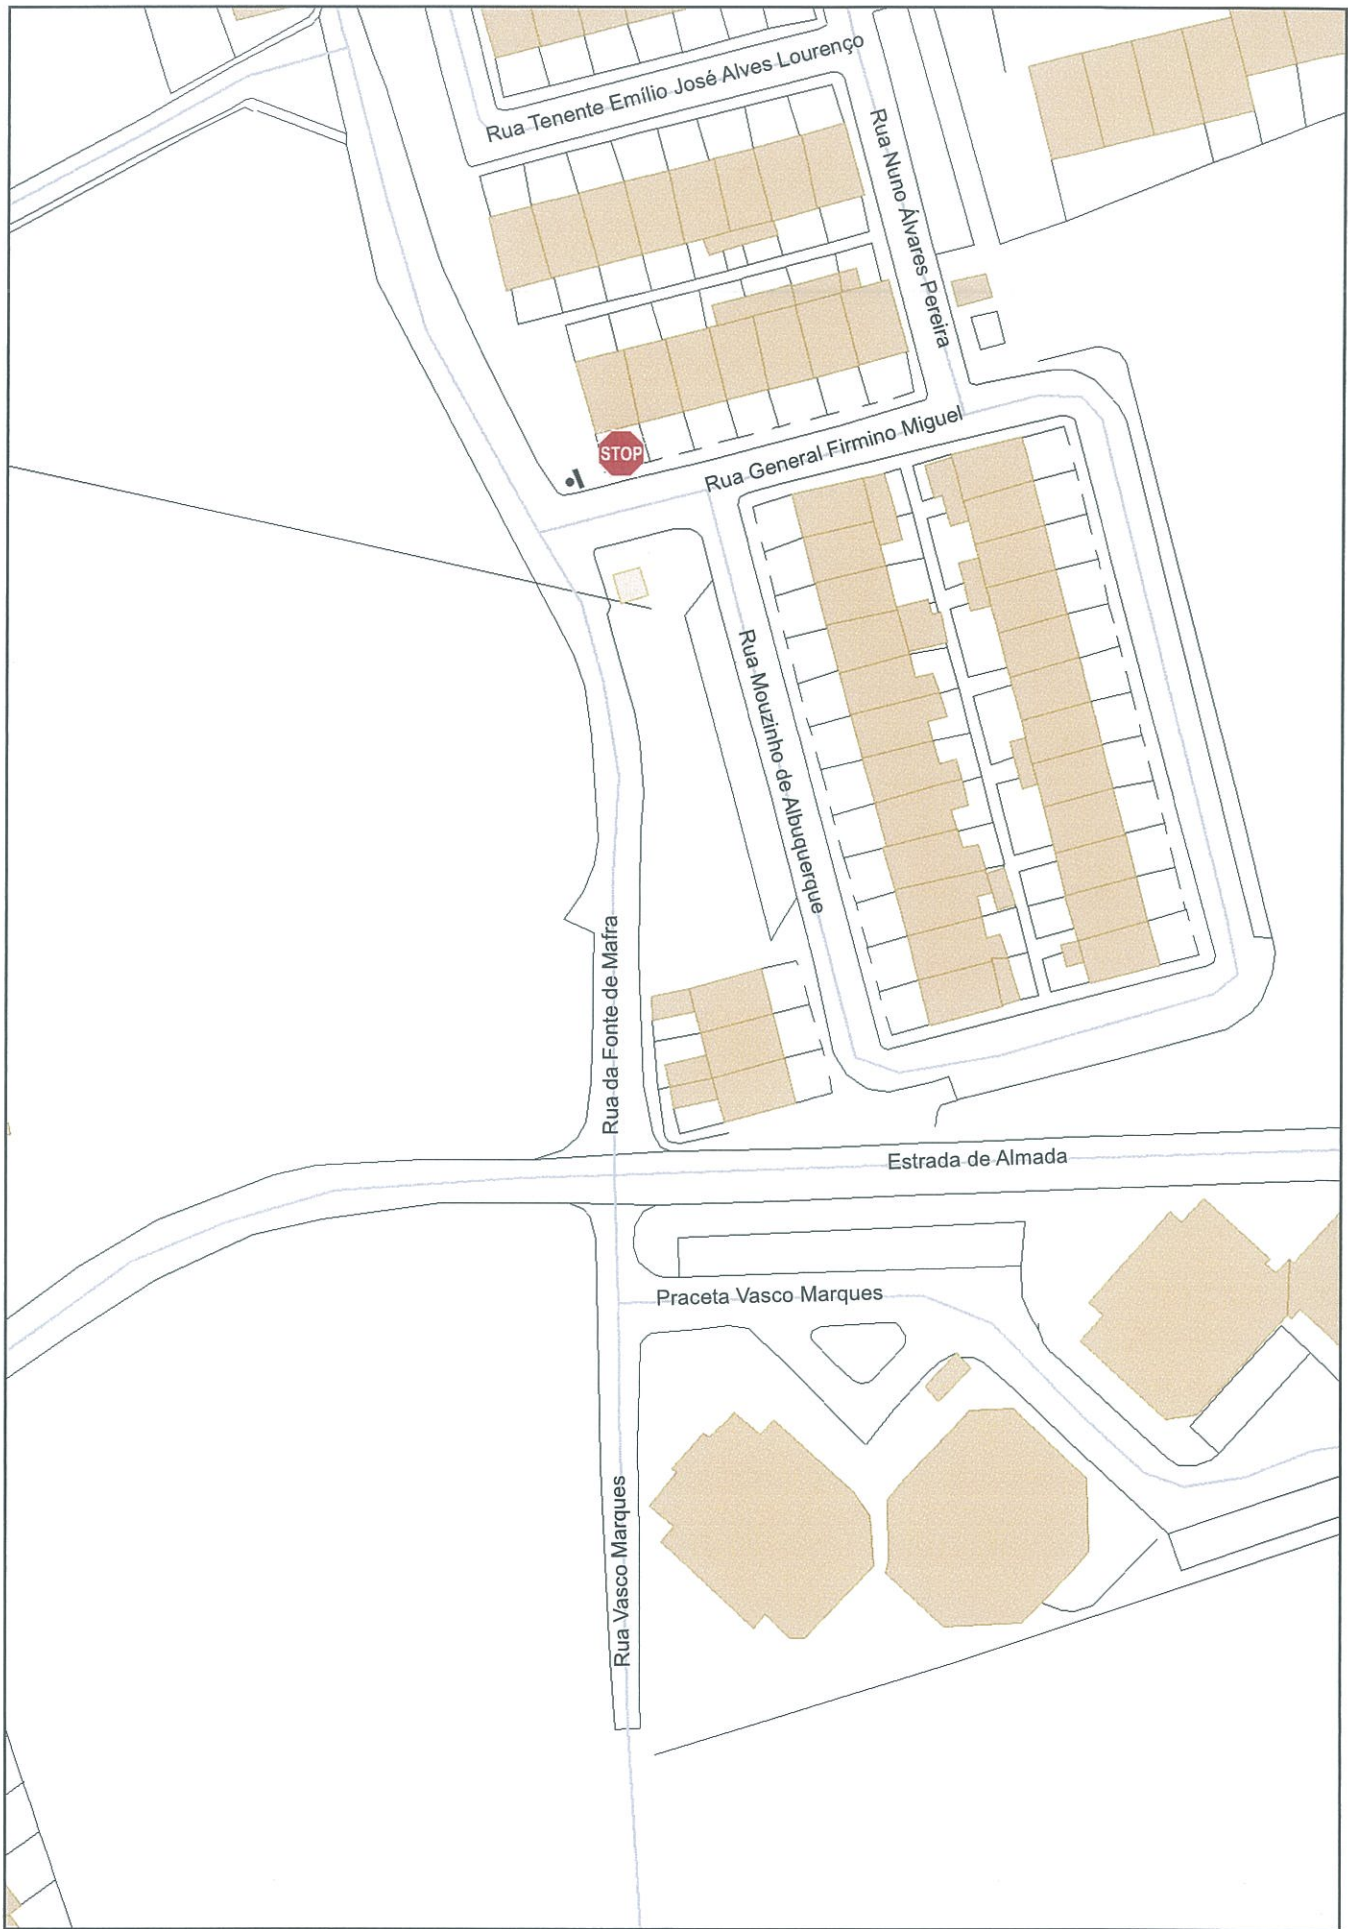 Rua Tenente Emílio José Alves Lourenço
Rua Nuno Álvares Pereira
STOP
Rua General Firmino Miguel
Rua Mouzinho de Albuquerque
Rua da Fonte de Mafra
Estrada de Almada
Praceta Vasco Marques
Rua Vasco Marques